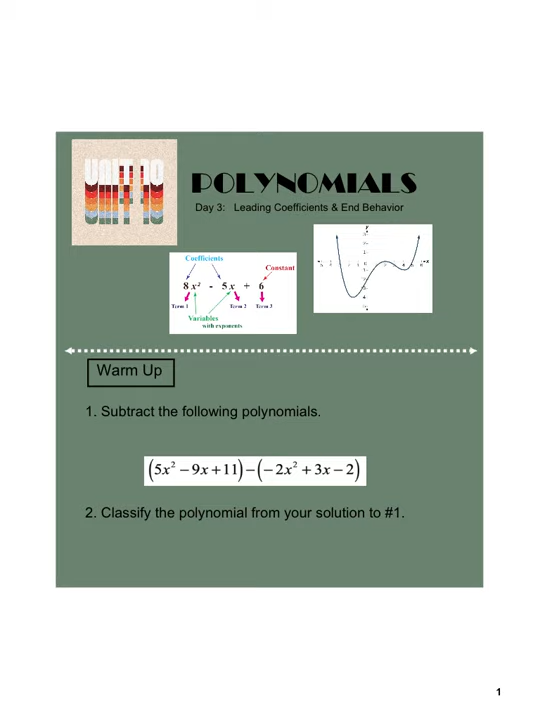 UNIT 10
POLYNOMIALS
Day 3: Leading Coefficients & End Behavior
Coefficients
Constant
8x² - 5x + 6
Term 1 Term 2 Term 3
Variables
with exponents
y
x
Warm Up
1. Subtract the following polynomials.
(5x² − 9x + 11) − (−2x² + 3x − 2)
2. Classify the polynomial from your solution to #1.
1